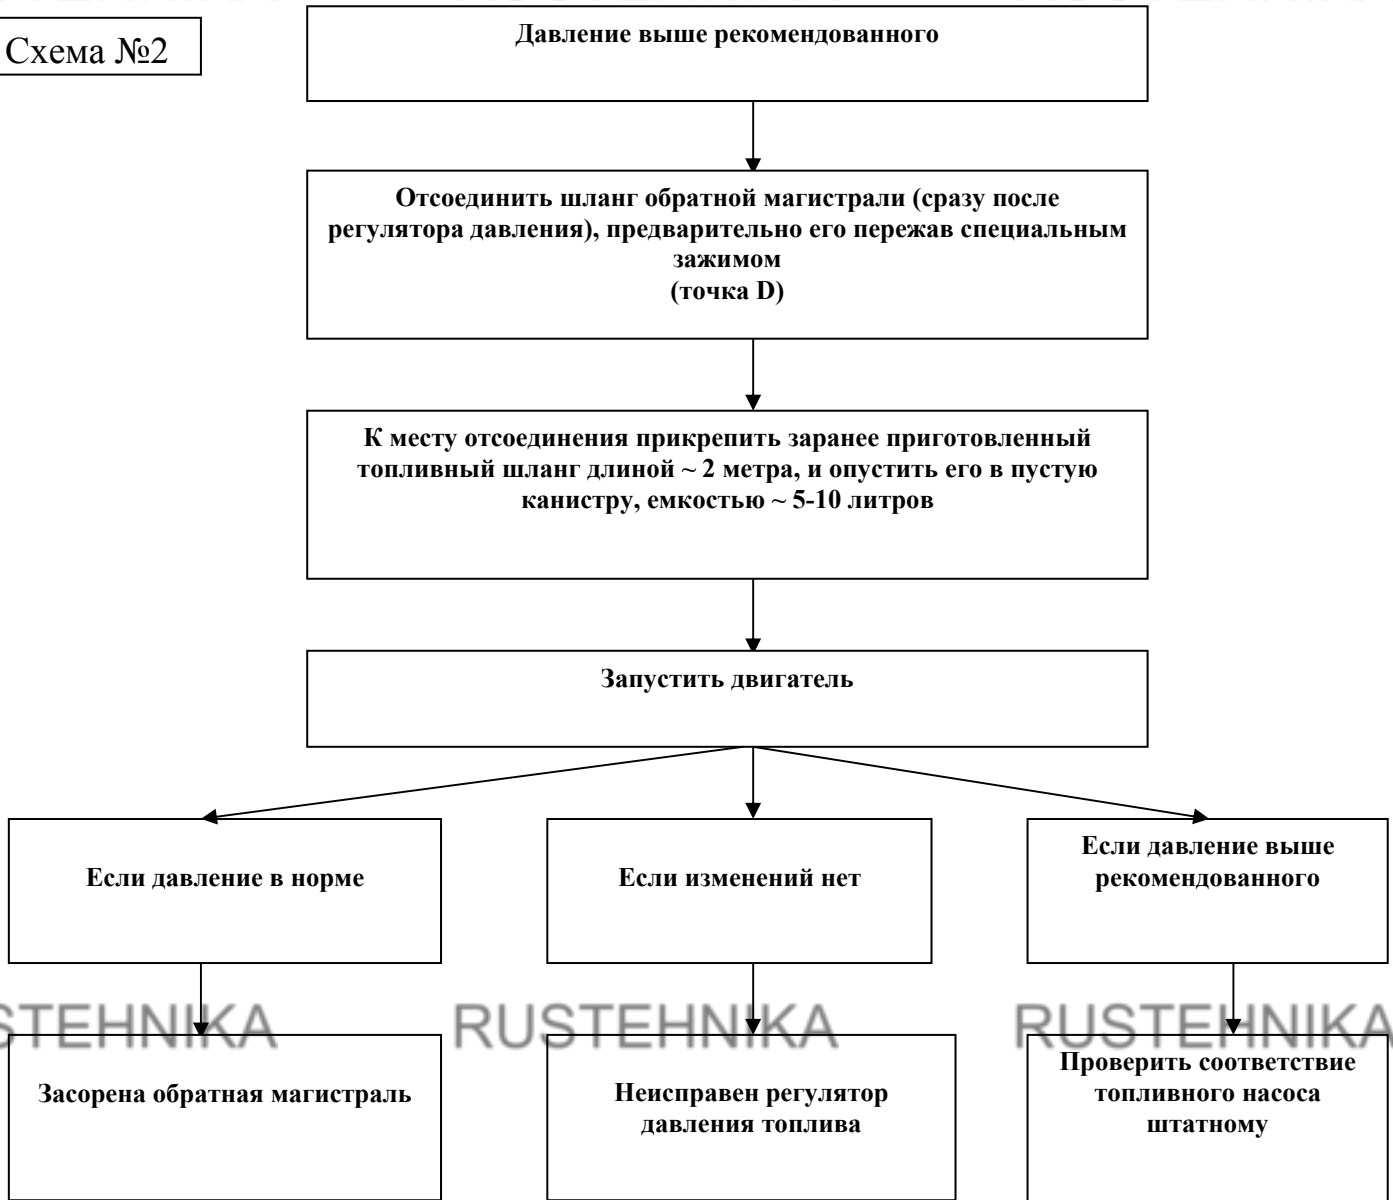 Схема №2
Давление выше рекомендованного
Отсоединить шланг обратной магистрали (сразу после
регулятора давления), предварительно его пережав специальным
зажимом
(точка D)
К месту отсоединения прикрепить заранее приготовленный
топливный шланг длиной ~ 2 метра, и опустить его в пустую
канистру, емкостью ~ 5-10 литров
Запустить двигатель
Если давление в норме
Если изменений нет
Если давление выше
рекомендованного
STEHNIKA
RUSTEHNIKA
RUSTEHNIKA
Засорена обратная магистраль
Неисправен регулятор
давления топлива
Проверить соответствие
топливного насоса
штатному